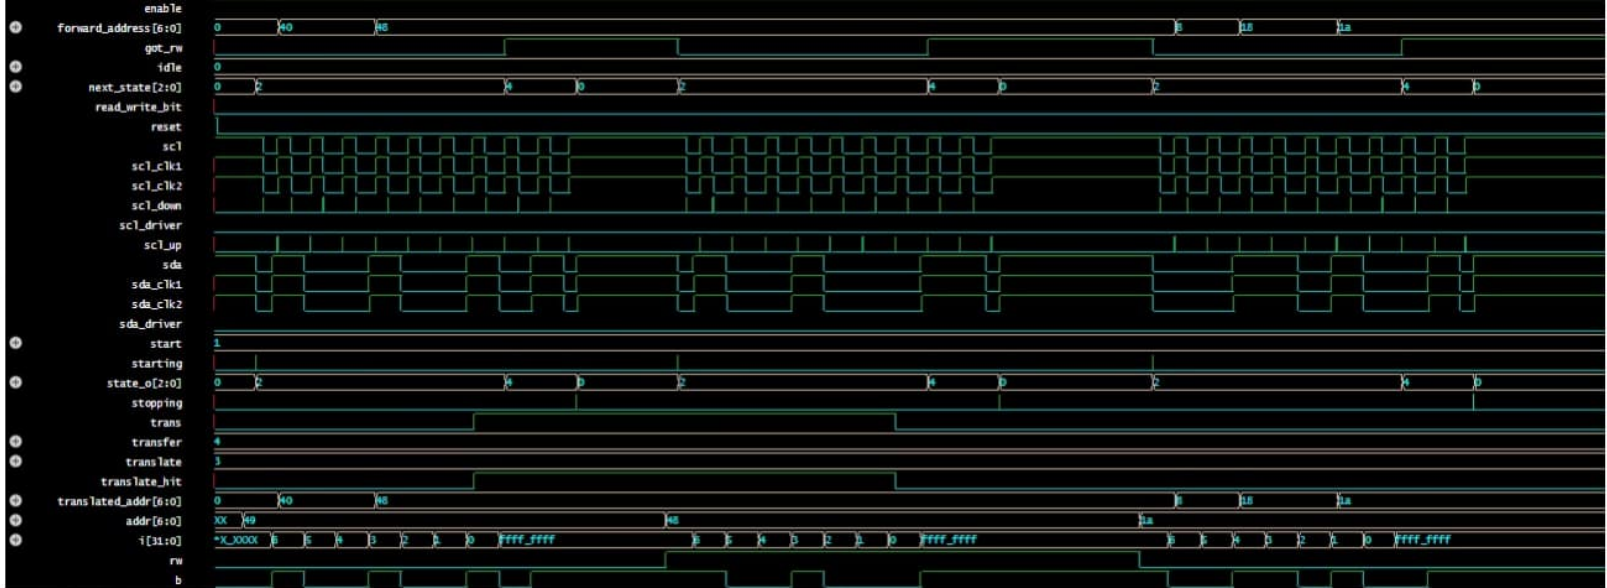 enable
forward_address[6:0] 0 40 48 8 18 1a
got_rw
idle 0
next_state[2:0] 0 2 4 0 2 4 0 2 4 0
read_write_bit
reset
scl
scl_clk1
scl_clk2
scl_down
scl_driver
scl_up
sda
sda_clk1
sda_clk2
sda_driver
start 1
starting
state_o[2:0] 0 2 4 0 2 4 0 2 4 0
stopping
trans
transfer 4
translate 3
translate_hit
translated_addr[6:0] 0 40 48 8 18 1a
addr[6:0] XX 49 48 1a
i[31:0] *X_XXXX 6 5 4 3 2 1 0 ffff_ffff 6 5 4 3 2 1 0 ffff_ffff 6 5 4 3 2 1 0 ffff_ffff
rw
b